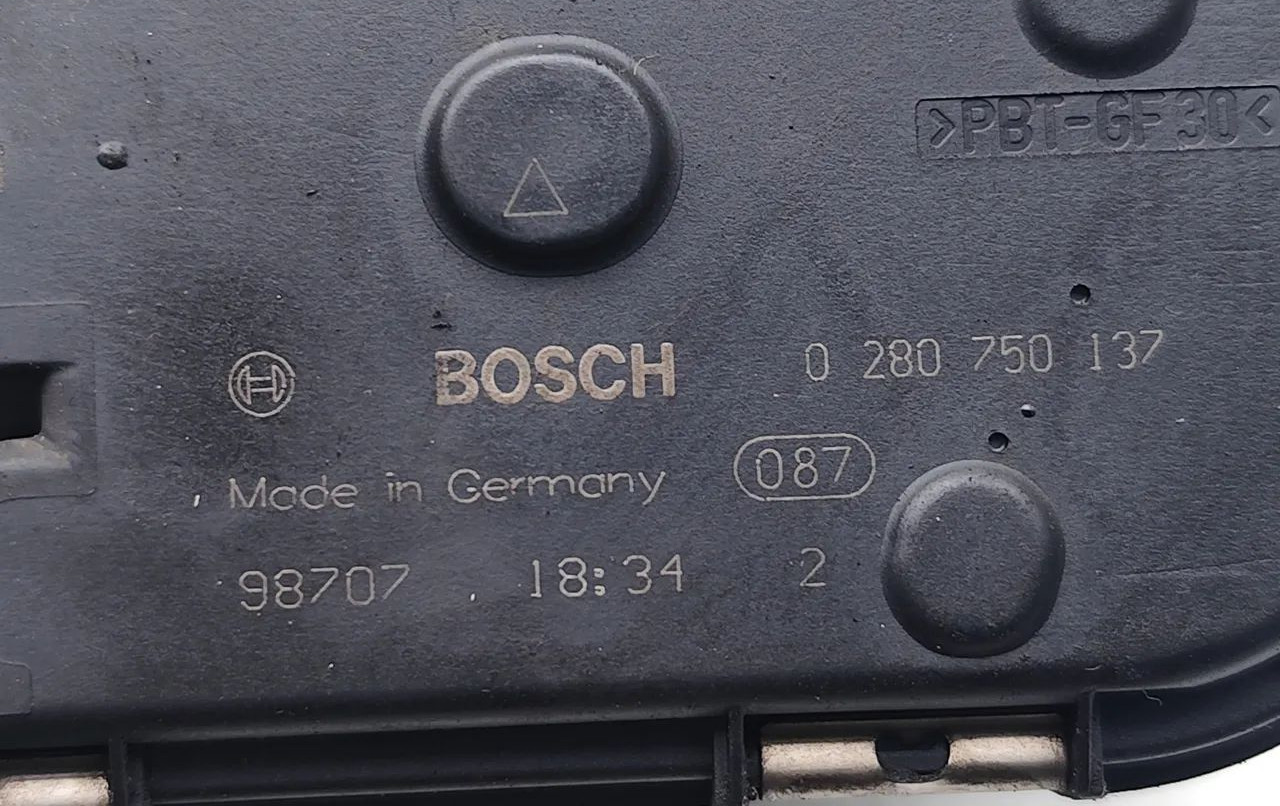 >PBT-GF30<
BOSCH 0 280 750 137
Made in Germany 087
98707 18:34 2